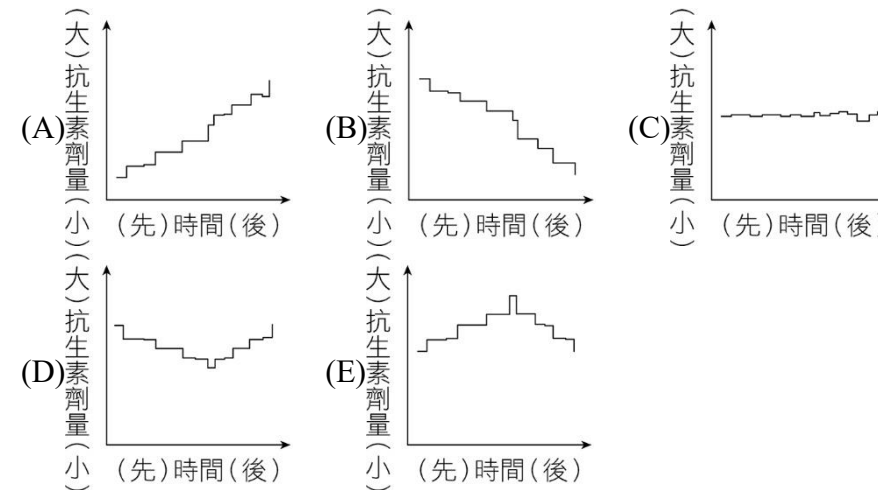 (A) (大)抗生素劑量(小) (先)時間(後)
(B) (大)抗生素劑量(小) (先)時間(後)
(C) (大)抗生素劑量(小) (先)時間(後
(D) (大)抗生素劑量(小) (先)時間(後)
(E) (大)抗生素劑量(小) (先)時間(後)